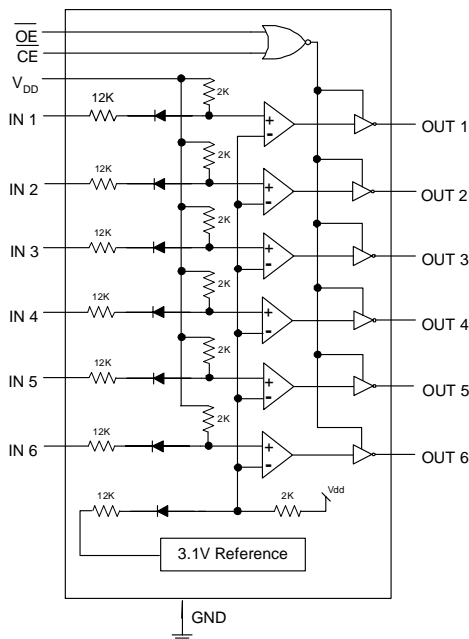 OE
CE
VDD
2K
12K
IN 1
+
-
OUT 1
2K
12K
IN 2
+
-
OUT 2
2K
12K
IN 3
+
-
OUT 3
2K
12K
IN 4
+
-
OUT 4
2K
12K
IN 5
+
-
OUT 5
2K
12K
IN 6
+
-
OUT 6
12K
2K
Vdd
3.1V Reference
GND